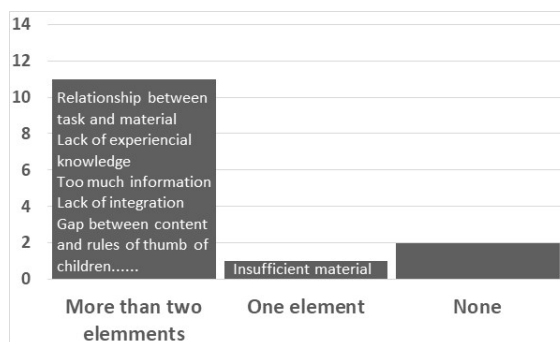 14
12
10
8
6
4
2
0
Relationship between
task and material
Lack of experiencial
knowledge
Too much information
Lack of integration
Gap between content
and rules of thumb of
children......
Insufficient material
More than two
elemments
One element
None